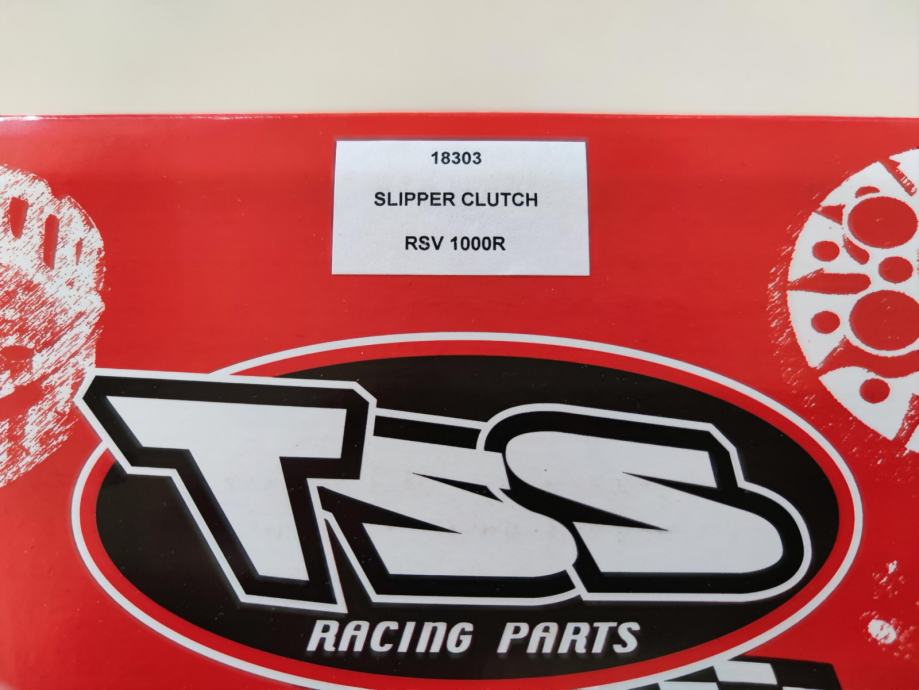 18303
SLIPPER CLUTCH
RSV 1000R
TSS
RACING PARTS